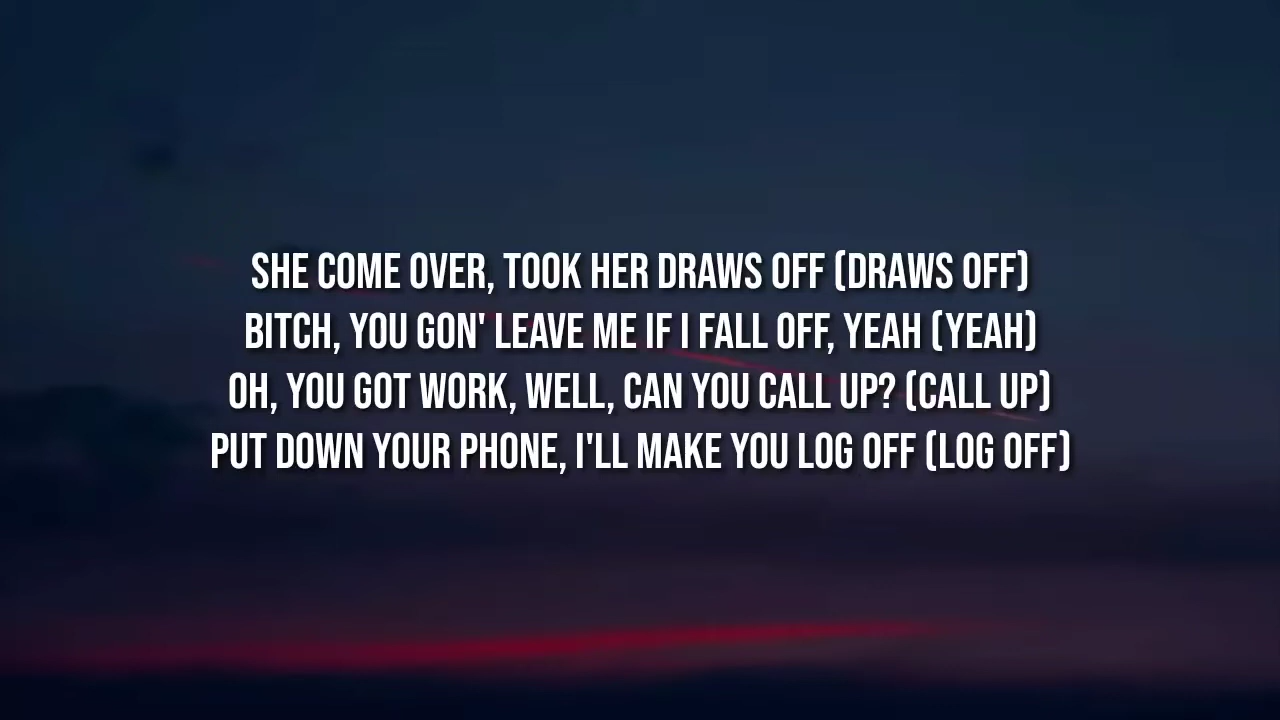 SHE COME OVER, TOOK HER DRAWS OFF (DRAWS OFF)
BITCH, YOU GON' LEAVE ME IF I FALL OFF, YEAH (YEAH)
OH, YOU GOT WORK, WELL, CAN YOU CALL UP? (CALL UP)
PUT DOWN YOUR PHONE, I'LL MAKE YOU LOG OFF (LOG OFF)